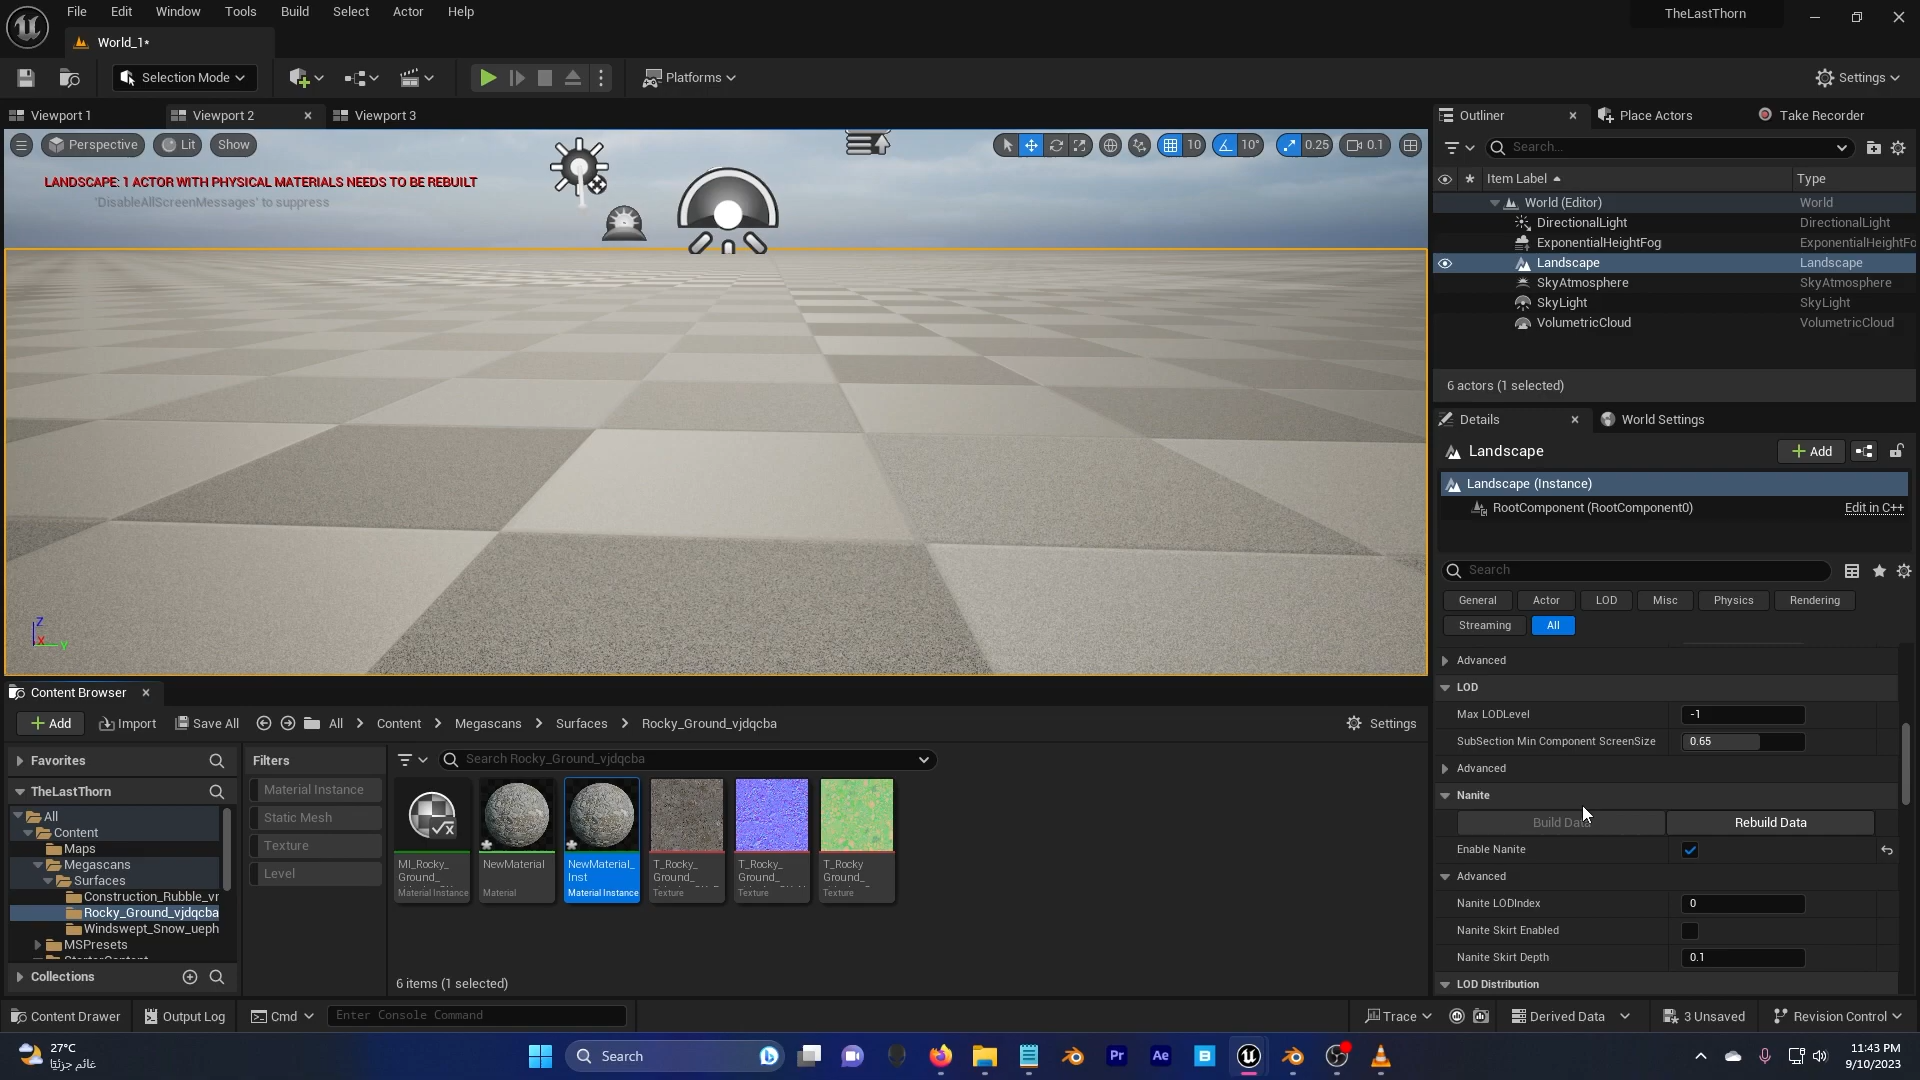 File Edit Window Tools Build Select Actor Help
TheLastThorn
World_1*
Selection Mode
Platforms
Settings
Viewport 1 Viewport 2 Viewport 3
Perspective Lit Show
10 10° 0.25 0.1
LANDSCAPE: 1 ACTOR WITH PHYSICAL MATERIALS NEEDS TO BE REBUILT
'DisableAllScreenMessages' to suppress
Z
X
Y
Outliner Place Actors Take Recorder
Search...
Item Label Type
World (Editor) World
DirectionalLight DirectionalLight
ExponentialHeightFog ExponentialHeightFo
Landscape Landscape
SkyAtmosphere SkyAtmosphere
SkyLight SkyLight
VolumetricCloud VolumetricCloud
6 actors (1 selected)
Details World Settings
Landscape
Add
Landscape (Instance)
RootComponent (RootComponent0) Edit in C++
Search
General Actor LOD Misc Physics Rendering
Streaming All
Advanced
LOD
Max LODLevel -1
SubSection Min Component ScreenSize 0.65
Advanced
Nanite
Build Data Rebuild Data
Enable Nanite
Advanced
Nanite LODIndex 0
Nanite Skirt Enabled
Nanite Skirt Depth 0.1
LOD Distribution
Content Browser
Add Import Save All All Content Megascans Surfaces Rocky_Ground_vjdqcba Settings
Favorites
TheLastThorn
All
Content
Maps
Megascans
Surfaces
Construction_Rubble_vr
Rocky_Ground_vjdqcba
Windswept_Snow_ueph
MSPresets
Collections
Filters
Material Instance
Static Mesh
Texture
Level
Search Rocky_Ground_vjdqcba
MI_Rocky_
Ground_
Material Instance
NewMaterial
Material
NewMaterial_
Inst
Material Instance
T_Rocky_
Ground_
Texture
T_Rocky_
Ground_
Texture
T_Rocky
Ground_
Texture
6 items (1 selected)
Content Drawer Output Log Cmd Enter Console Command
Trace Derived Data 3 Unsaved Revision Control
27°C
غائم جزئيًا
Search
Pr Ae B
11:43 PM
9/10/2023